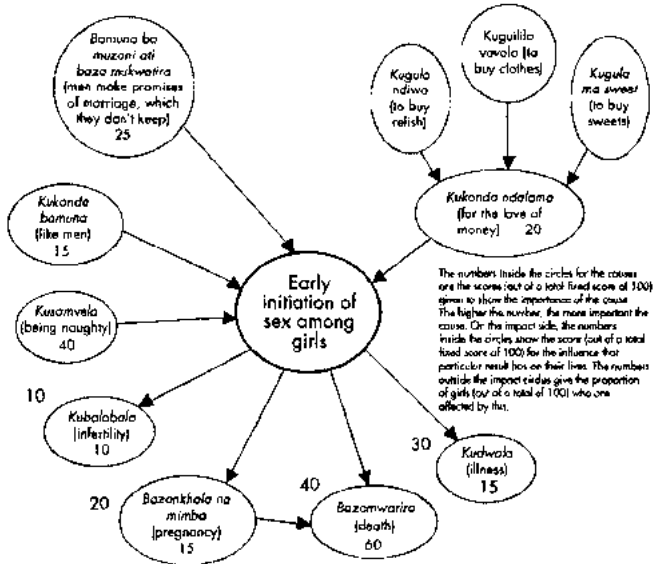 Bamuna ba
muzani ati
baza mukwatira
(men make promises
of marriage, which
they don't keep)
25
Kugula
ndiwo
(to buy
relish)
Kuguilila
vovala (to
buy clothes)
Kugula
ma sweet
(to buy
sweets)
Kukonda ndalama
(for the love of
money) 20
Kukonda
bamuna
(like men)
15
Kusamvela
(being naughty)
40
Early
initiation of
sex among
girls
The numbers inside the circles for the causes
are the scores (out of a total fixed score of 100)
given to show the importance of the cause.
The higher the number, the more important the
cause. On the impact side, the numbers
inside the circles show the score (out of a total
fixed score of 100) for the influence that
particular result has on their lives. The numbers
outside the impact circles give the proportion
of girls (out of a total of 100) who are
affected by this.
10
Kubalabala
(infertility)
10
20
Bazankhala na
mimba
(pregnancy)
15
40
Bazamwarira
(death)
60
30
Kudwala
(illness)
15